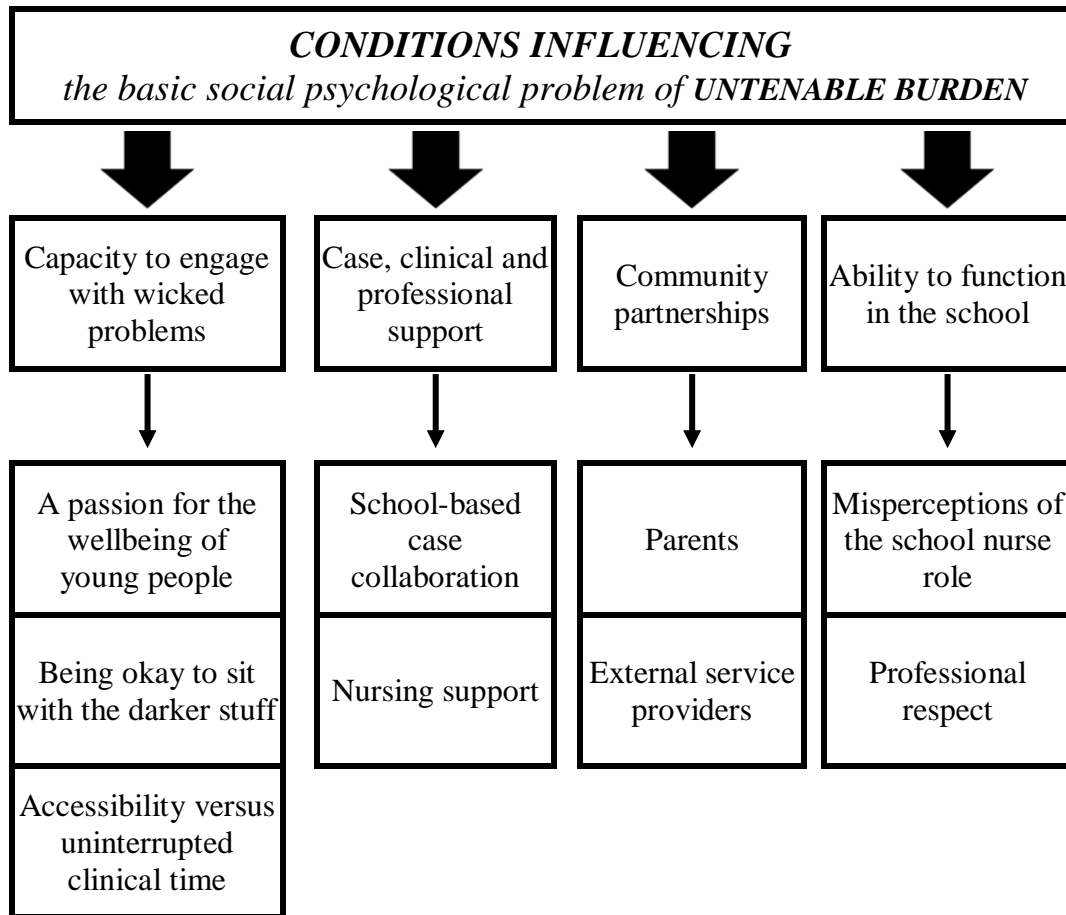 CONDITIONS INFLUENCING
the basic social psychological problem of UNTENABLE BURDEN
Capacity to engage
with wicked
problems
Case, clinical and
professional
support
Community
partnerships
Ability to function
in the school
A passion for the
wellbeing of
young people
School-based
case
collaboration
Parents
Misperceptions of
the school nurse
role
Being okay to sit
with the darker stuff
Nursing support
External service
providers
Professional
respect
Accessibility versus
uninterrupted
clinical time